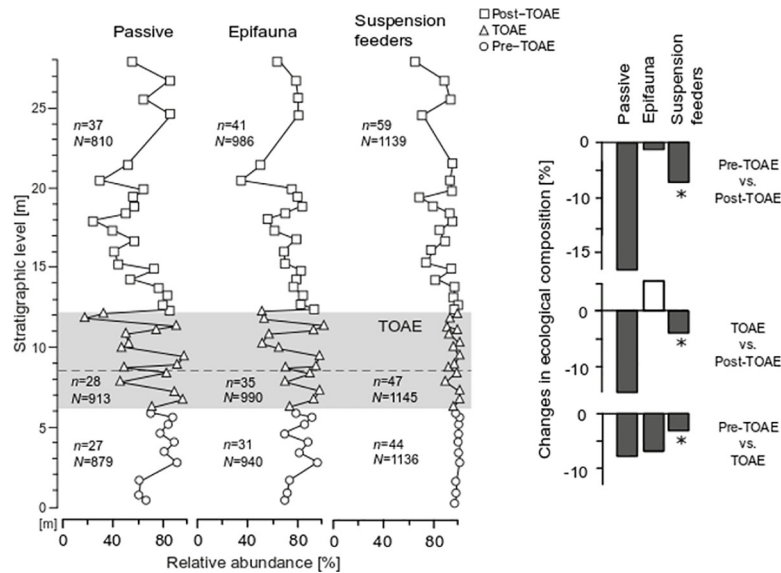 Passive
Epifauna
Suspension
feeders
Post-TOAE
TOAE
Pre-TOAE
Stratigraphic level [m]
25
20
15
10
5
0
[m]
n=37
N=810
n=41
N=986
n=59
1139
TOAE
n=28
N=913
n=35
N=990
n=47
N=1145
n=27
N=879
n=31
N=940
n=44
N=1136
0 40 80 0 40 80 0 40 80
Relative abundance [%]
Passive
Epifauna
Suspension
feeders
Changes in ecological composition [%]
0
-10
-15
*
Pre-TOAE
vs.
Post-TOAE
0
-10
*
TOAE
vs.
Post-TOAE
0
-10
*
Pre-TOAE
vs.
TOAE